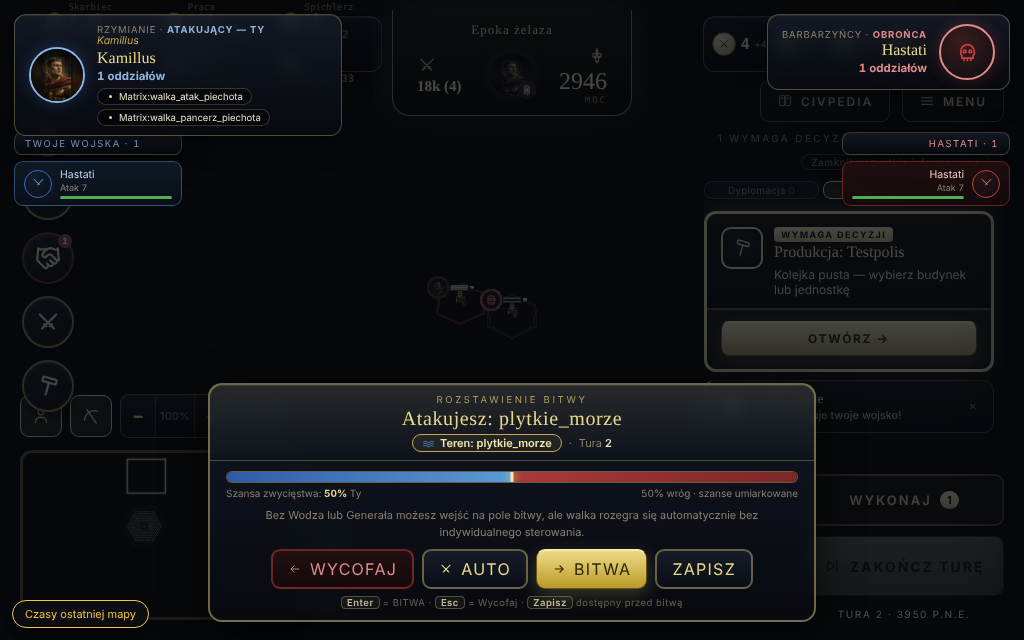 Skarbiec
Praca
Spichlerz
RZYMIANIE · ATAKUJĄCY — TY
Kamillus
Kamillus
1 oddziałów
• Matrix:walka_atak_piechota
• Matrix:walka_pancerz_piechota
TWOJE WOJSKA · 1
Hastati
Atak 7
Epoka żelaza
18k (4)
2946
MOC
4 +4
BARBARZYŃCY · OBROŃCA
Hastati
1 oddziałów
CIVPEDIA
MENU
HASTATI · 1
Hastati
Atak 7
Dyplomacja 0
WYMAGA DECYZJI
Produkcja: Testpolis
Kolejka pusta — wybierz budynek
lub jednostkę
OTWÓRZ →
1
100%
je twoje wojsko!
×
ROZSTAWIENIE BITWY
Atakujesz: plytkie_morze
Teren: plytkie_morze · Tura 2
Szansa zwycięstwa: 50% Ty
50% wróg · szanse umiarkowane
Bez Wodza lub Generała możesz wejść na pole bitwy, ale walka rozegra się automatycznie bez
indywidualnego sterowania.
← WYCOFAJ
AUTO
→ BITWA
ZAPISZ
Enter = BITWA · Esc = Wycofaj · Zapisz dostępny przed bitwą
WYKONAJ 1
ZAKOŃCZ TURĘ
TURA 2 · 3950 P.N.E.
Czasy ostatniej mapy